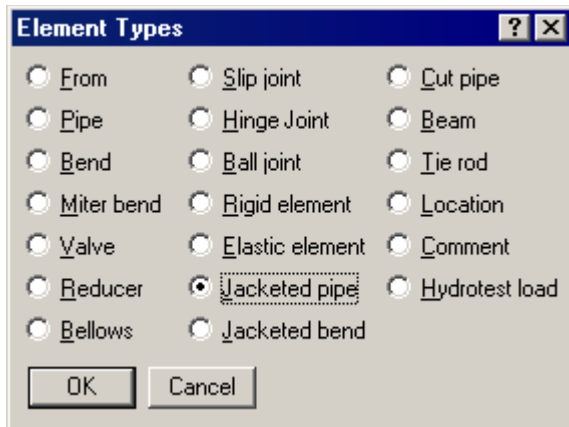 Element Types
From Slip joint Cut pipe
Pipe Hinge Joint Beam
Bend Ball joint Tie rod
Miter bend Rigid element Location
Valve Elastic element Comment
Reducer Jacketed pipe Hydrotest load
Bellows Jacketed bend
OK Cancel